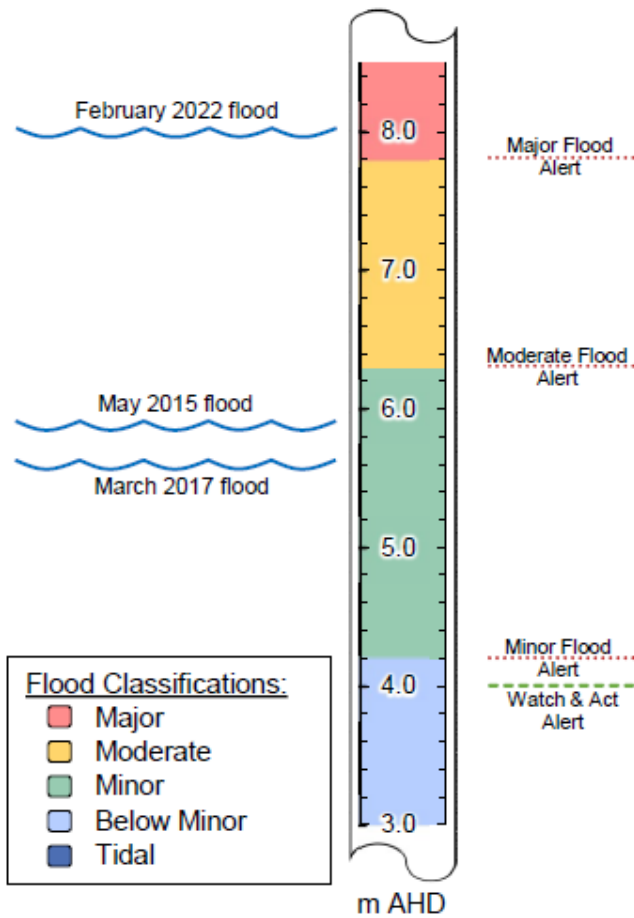 February 2022 flood
8.0
Major Flood
Alert
7.0
Moderate Flood
Alert
May 2015 flood
6.0
March 2017 flood
5.0
Minor Flood
Alert
4.0
Watch & Act
Alert
Flood Classifications:
Major
Moderate
Minor
Below Minor
Tidal
3.0
m AHD